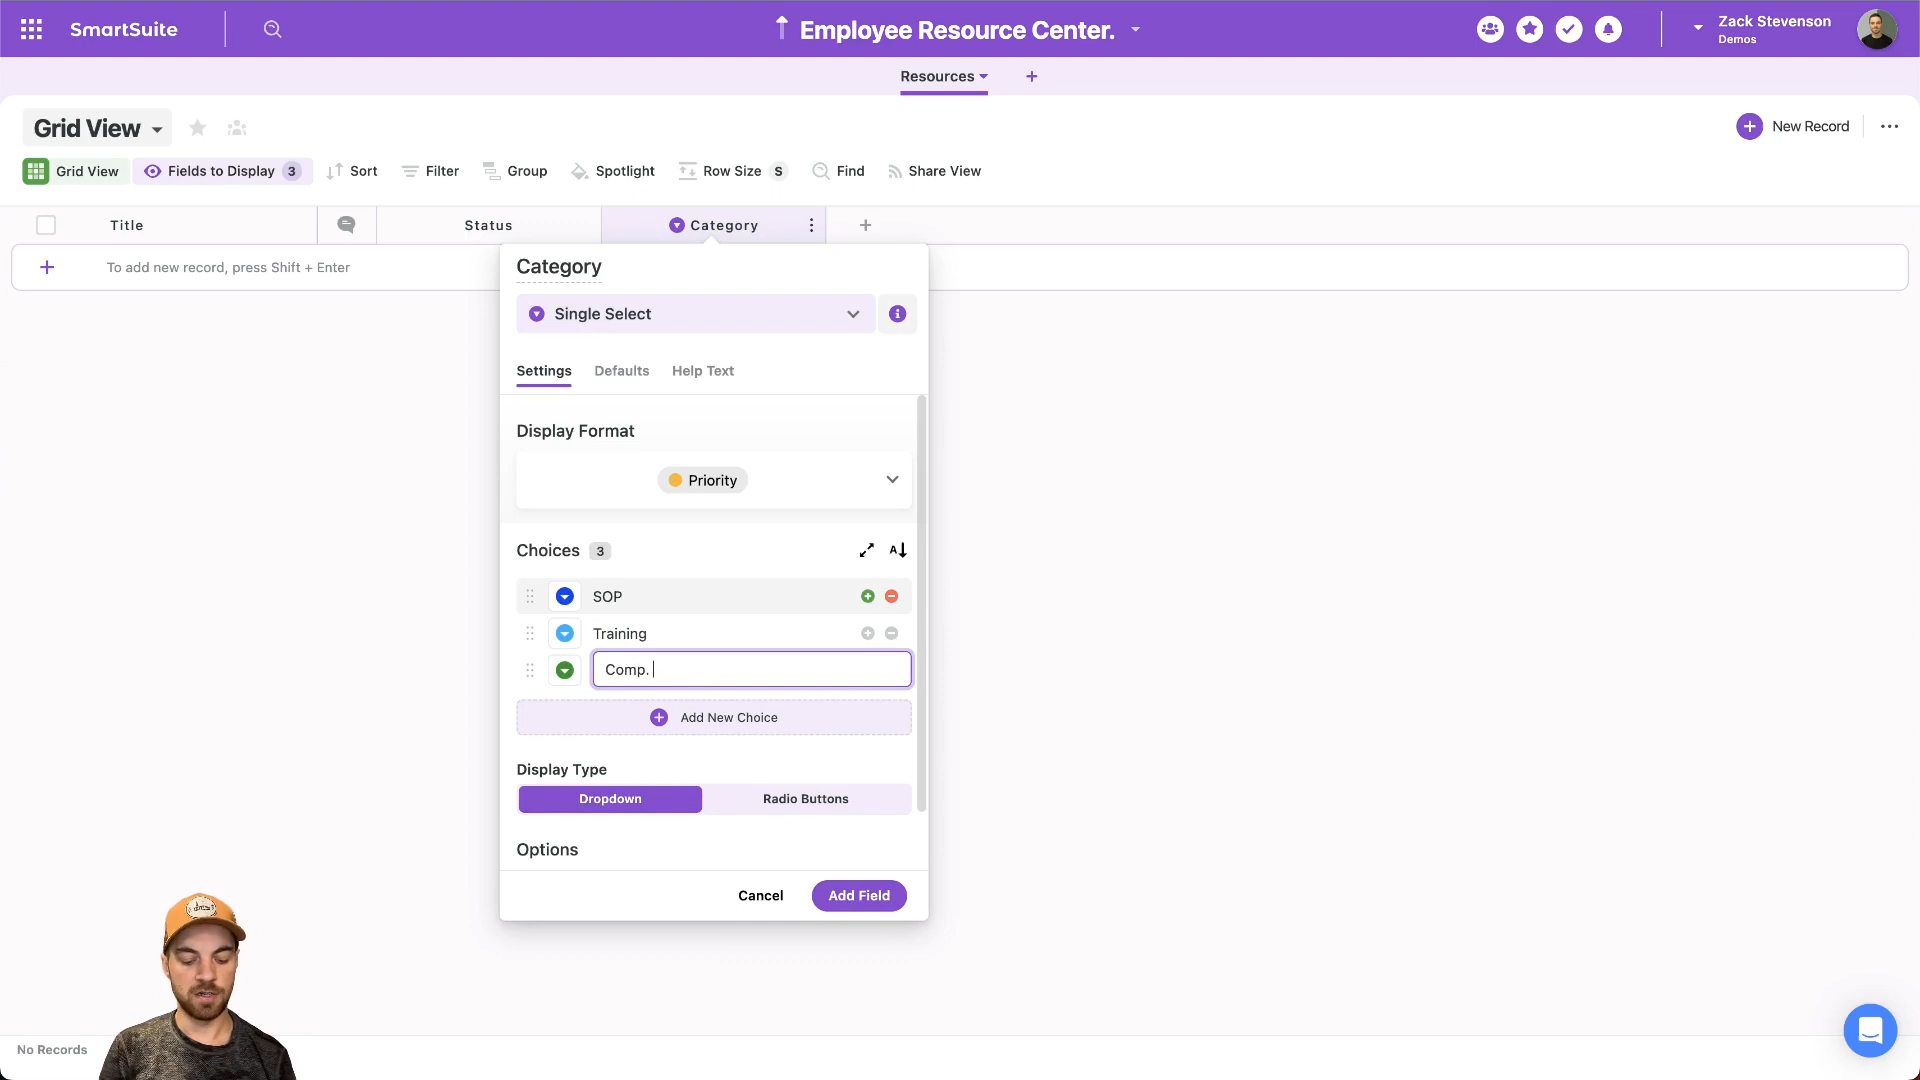 SmartSuite
Employee Resource Center.
Zack Stevenson
Demos
Resources
Grid View
New Record
Grid View
Fields to Display 3
Sort
Filter
Group
Spotlight
Row Size S
Find
Share View
Title
Status
Category
To add new record, press Shift + Enter
Category
Single Select
Settings
Defaults
Help Text
Display Format
Priority
Choices 3
A
SOP
Training
Comp.
Add New Choice
Display Type
Dropdown
Radio Buttons
Options
Cancel
Add Field
No Records